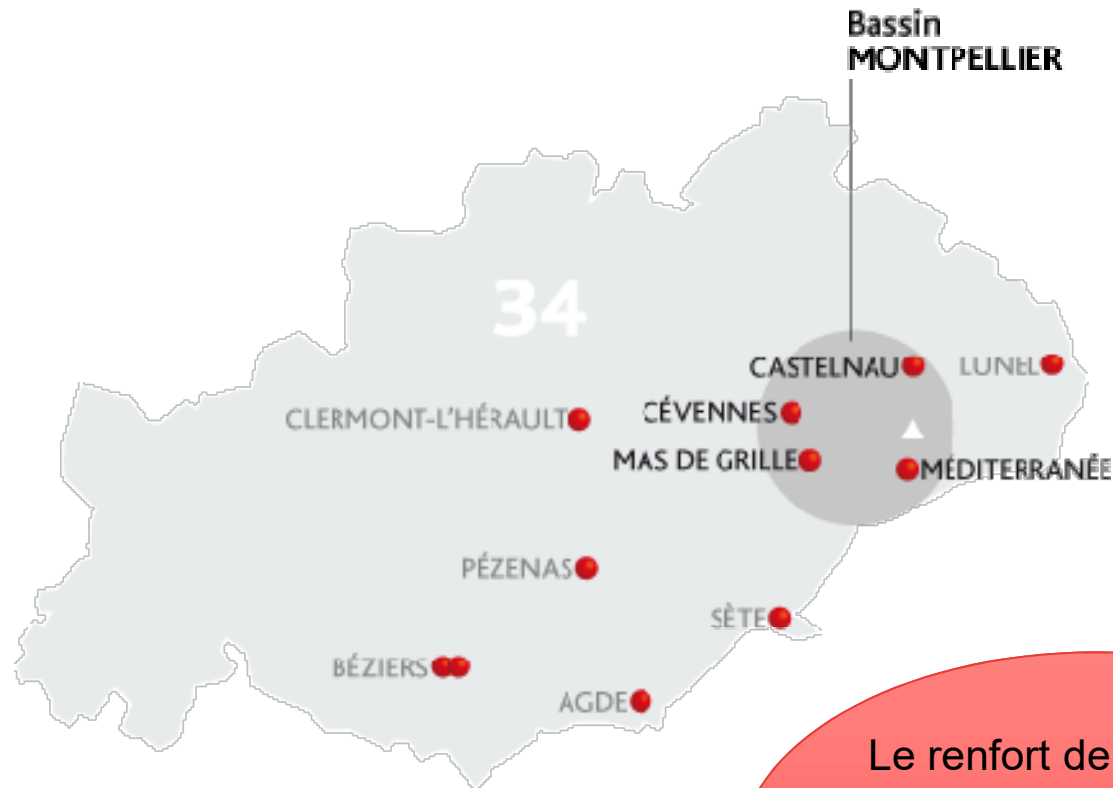 Bassin
MONTPELLIER
34
CASTELNAU
LUNEL
CLERMONT-L'HÉRAULT
CÉVENNES
MAS DE GRILLE
MÉDITERRANÉE
PÉZENAS
SÈTE
BÉZIERS
AGDE
Le renfort de